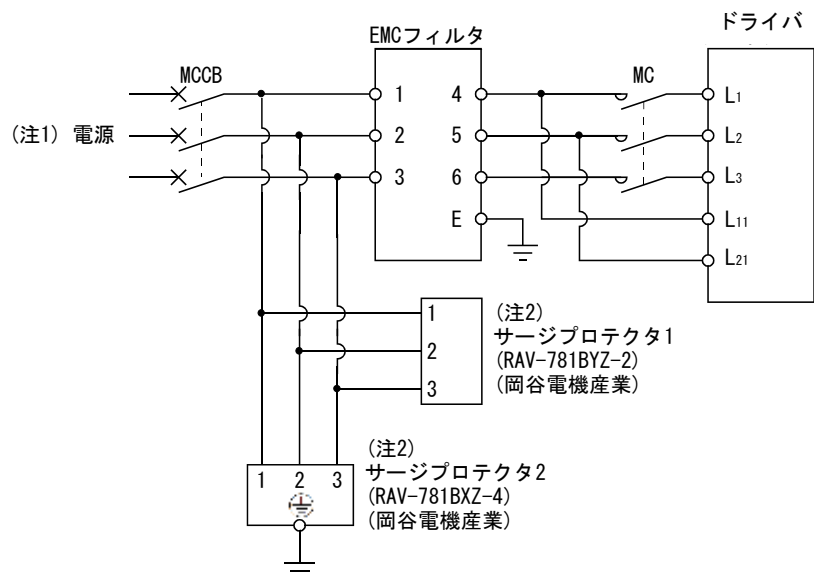 ドライバ
EMCフィルタ
MCCB
MC
(注1) 電源
1
4
L1
2
5
L2
3
6
L3
E
L11
L21
1
2
3
(注2)
サージプロテクタ1
(RAV-781BYZ-2)
(岡谷電機産業)
1 2 3
(注2)
サージプロテクタ2
(RAV-781BXZ-4)
(岡谷電機産業)